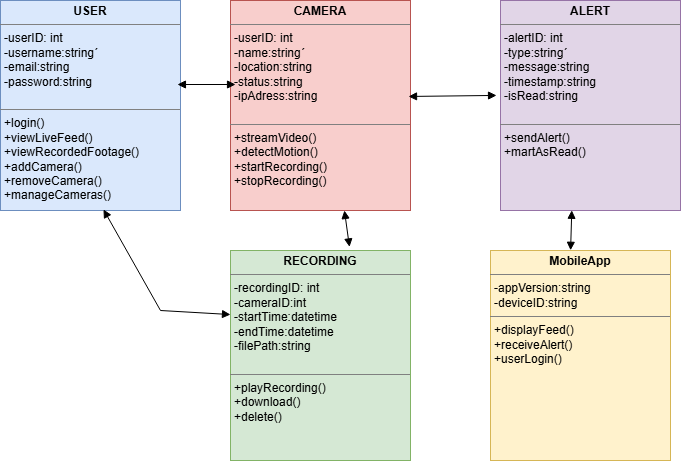 USER
-userID: int
-username:string´
-email:string
-password:string
+login()
+viewLiveFeed()
+viewRecordedFootage()
+addCamera()
+removeCamera()
+manageCameras()
CAMERA
-userID: int
-name:string´
-location:string
-status:string
-ipAdress:string
+streamVideo()
+detectMotion()
+startRecording()
+stopRecording()
ALERT
-alertID: int
-type:string´
-message:string
-timestamp:string
-isRead:string
+sendAlert()
+martAsRead()
RECORDING
-recordingID: int
-cameraID:int
-startTime:datetime
-endTime:datetime
-filePath:string
+playRecording()
+download()
+delete()
MobileApp
-appVersion:string
-deviceID:string
+displayFeed()
+receiveAlert()
+userLogin()